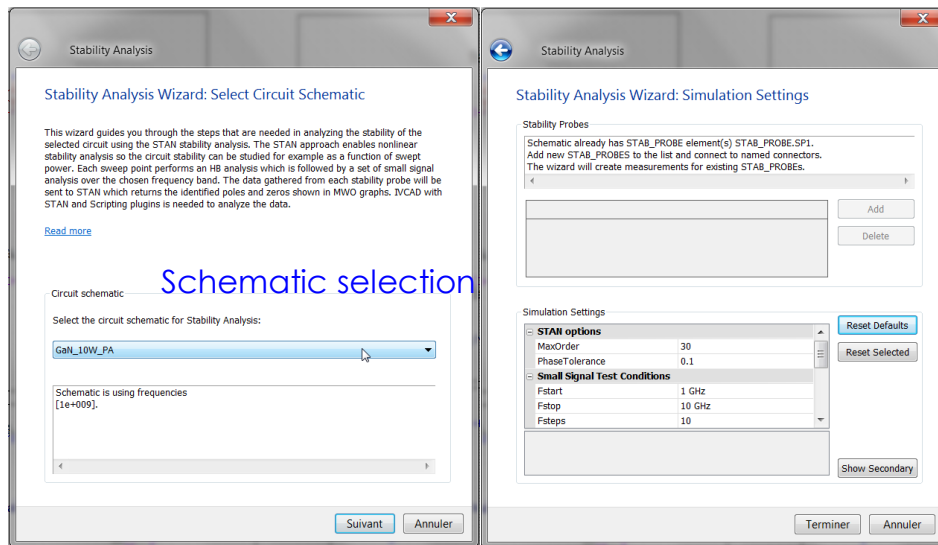 Stability Analysis
Stability Analysis Wizard: Select Circuit Schematic
This wizard guides you through the steps that are needed in analyzing the stability of the
selected circuit using the STAN stability analysis. The STAN approach enables nonlinear
stability analysis so the circuit stability can be studied for example as a function of swept
power. Each sweep point performs an HB analysis which is followed by a set of small signal
analysis over the chosen frequency band. The data gathered from each stability probe will be
sent to STAN which returns the identified poles and zeros shown in MWO graphs. IVCAD with
STAN and Scripting plugins is needed to analyze the data.
Read more
Schematic selection
Circuit schematic
Select the circuit schematic for Stability Analysis:
GaN_10W_PA
Schematic is using frequencies
[1e+009].
Suivant
Annuler
Stability Analysis
Stability Analysis Wizard: Simulation Settings
Stability Probes
Schematic already has STAB_PROBE element(s) STAB_PROBE.SP1.
Add new STAB_PROBES to the list and connect to named connectors.
The wizard will create measurements for existing STAB_PROBEs.
Add
Delete
Simulation Settings
STAN options
MaxOrder 30
PhaseTolerance 0.1
Small Signal Test Conditions
Fstart 1 GHz
Fstop 10 GHz
Fsteps 10
Reset Defaults
Reset Selected
Show Secondary
Terminer
Annuler